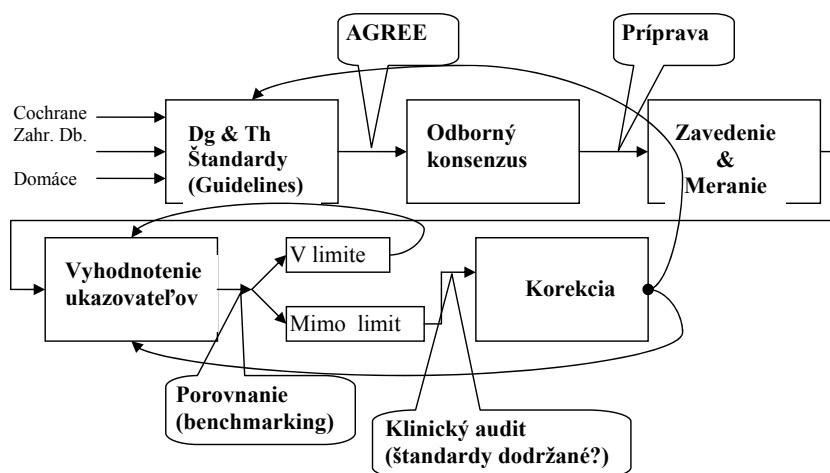 AGREE
Príprava
Cochrane
Zahr. Db.
Domáce
Dg & Th
Štandardy
(Guidelines)
Odborný
konsenzus
Zavedenie
&
Meranie
Vyhodnotenie
ukazovateľov
V limite
Mimo limit
Korekcia
Porovnanie
(benchmarking)
Klinický audit
(štandardy dodržané?)